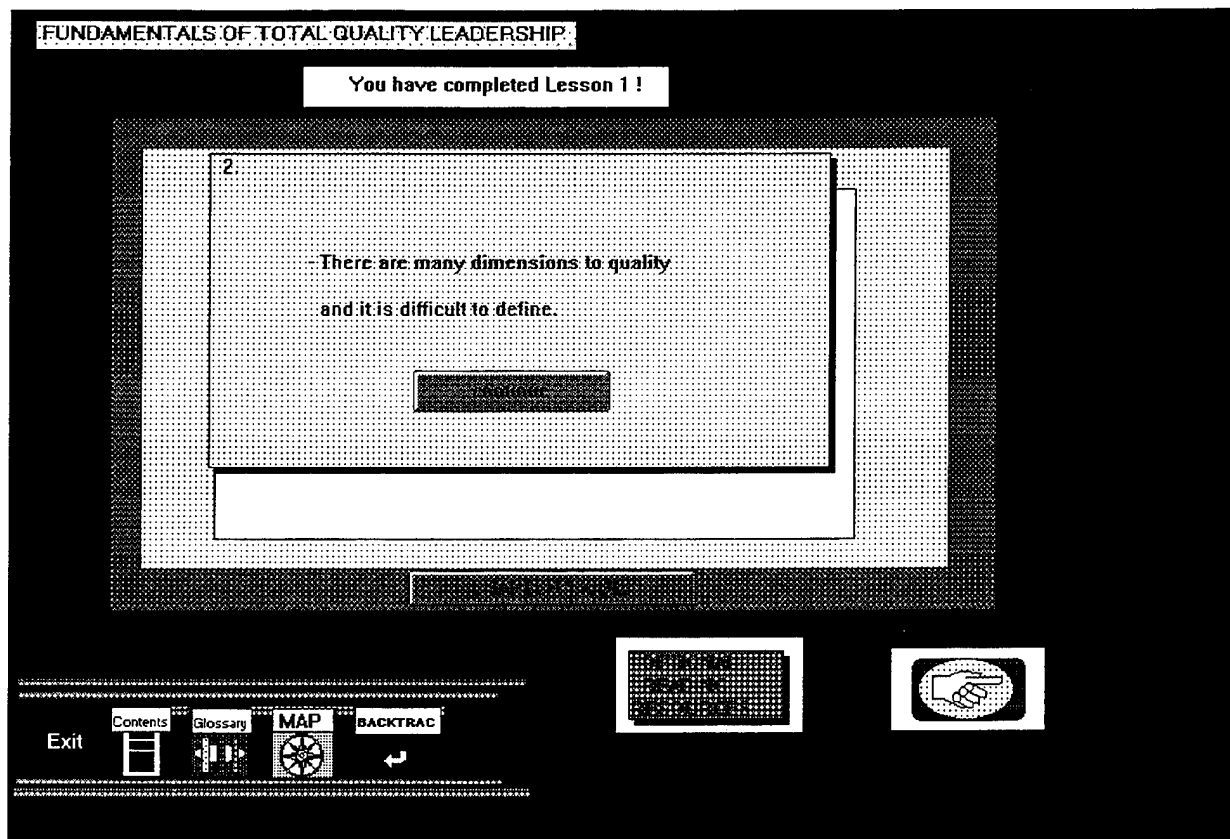 FUNDAMENTALS OF TOTAL QUALITY LEADERSHIP
You have completed Lesson 1 !
2.
- There are many dimensions to quality
and it is difficult to define.
Exit
Contents
Glossary
MAP
BACKTRAC